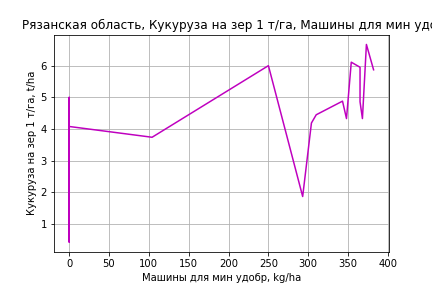 Рязанская область, Кукуруза на зер 1 т/га, Машины для мин удо
Кукуруза на зер 1 т/га, t/ha
6
5
4
3
2
1
0 50 100 150 200 250 300 350 400
Машины для мин удобр, kg/ha